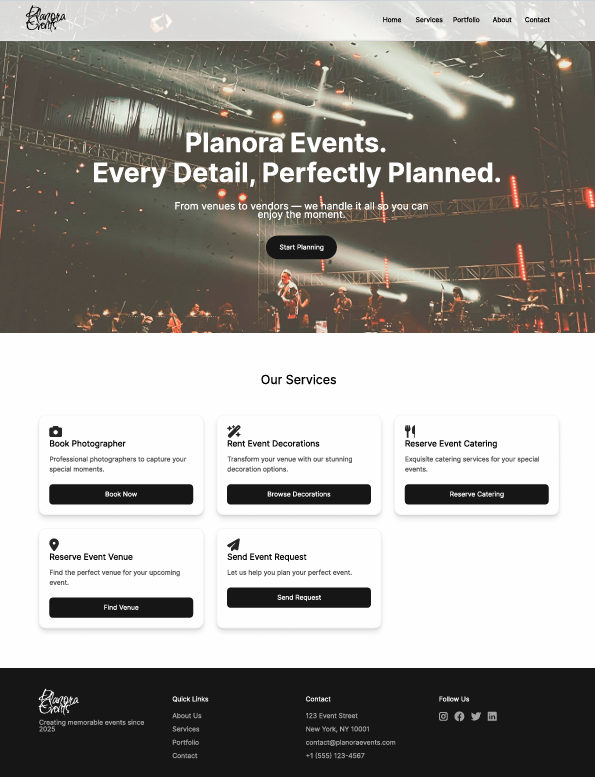 Planora
Events
Home Services Portfolio About Contact
Planora Events.
Every Detail, Perfectly Planned.
From venues to vendors — we handle it all so you can
enjoy the moment.
Start Planning
Our Services
Book Photographer
Professional photographers to capture your
special moments.
Book Now
Rent Event Decorations
Transform your venue with our stunning
decoration options.
Browse Decorations
Reserve Event Catering
Exquisite catering services for your special
events.
Reserve Catering
Reserve Event Venue
Find the perfect venue for your upcoming
event.
Find Venue
Send Event Request
Let us help you plan your perfect event.
Send Request
Planora
Events
Creating memorable events since
2025
Quick Links
About Us
Services
Portfolio
Contact
Contact
123 Event Street
New York, NY 10001
contact@planoraevents.com
+1 (555) 123-4567
Follow Us